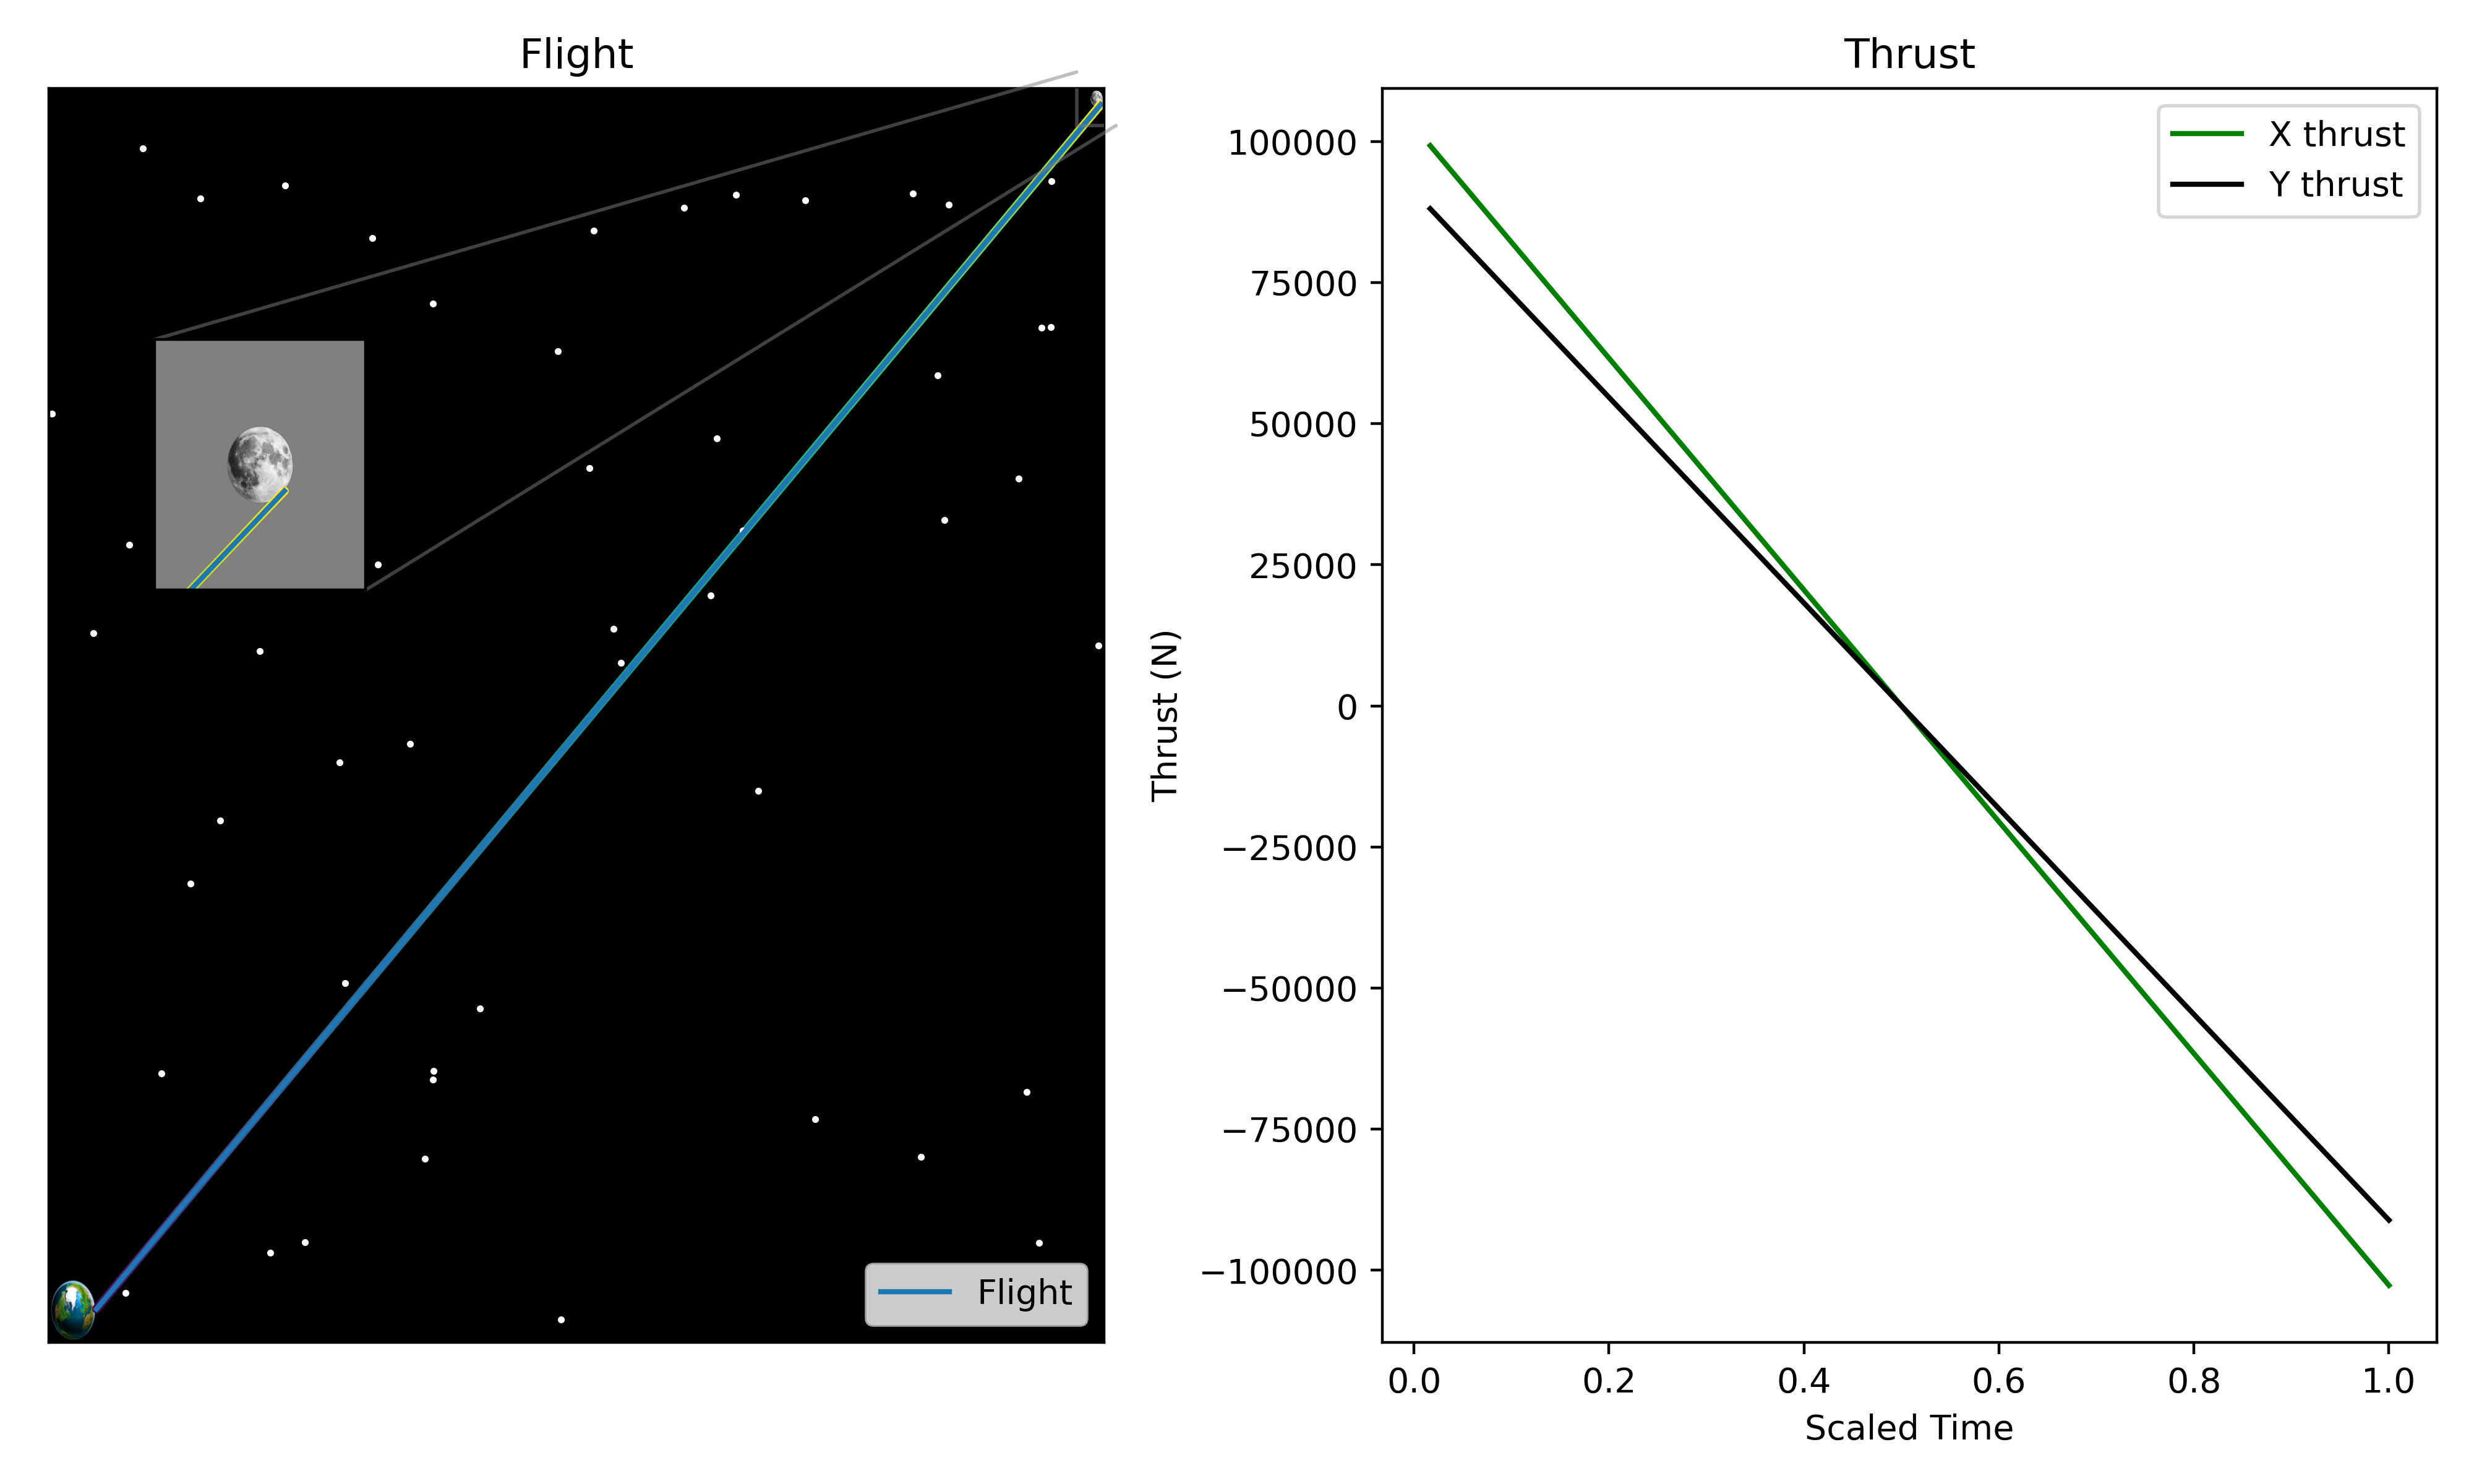 Flight
Flight
Thrust
X thrust
Y thrust
Thrust (N)
100000
75000
50000
25000
0
−25000
−50000
−75000
−100000
0.0 0.2 0.4 0.6 0.8 1.0
Scaled Time